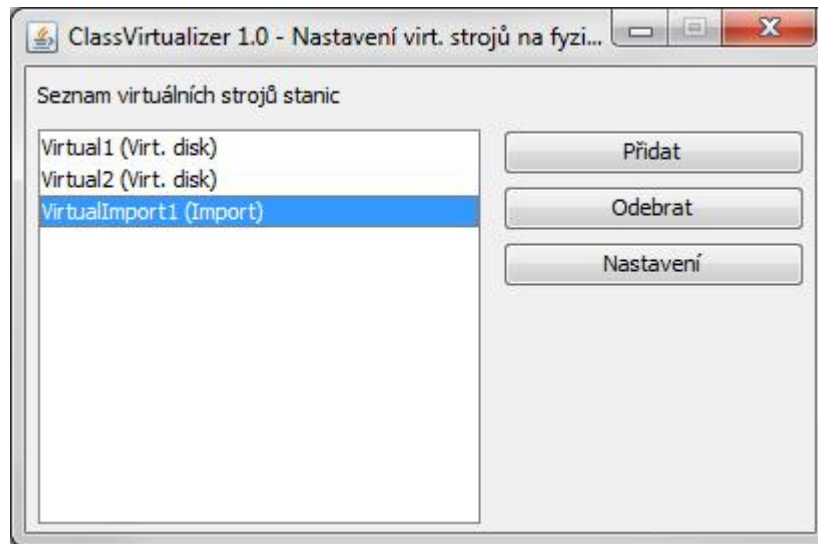 ClassVirtualizer 1.0 - Nastavení virt. strojů na fyzi...
Seznam virtuálních strojů stanic
Virtual1 (Virt. disk)
Virtual2 (Virt. disk)
VirtualImport1 (Import)
Přidat
Odebrat
Nastavení